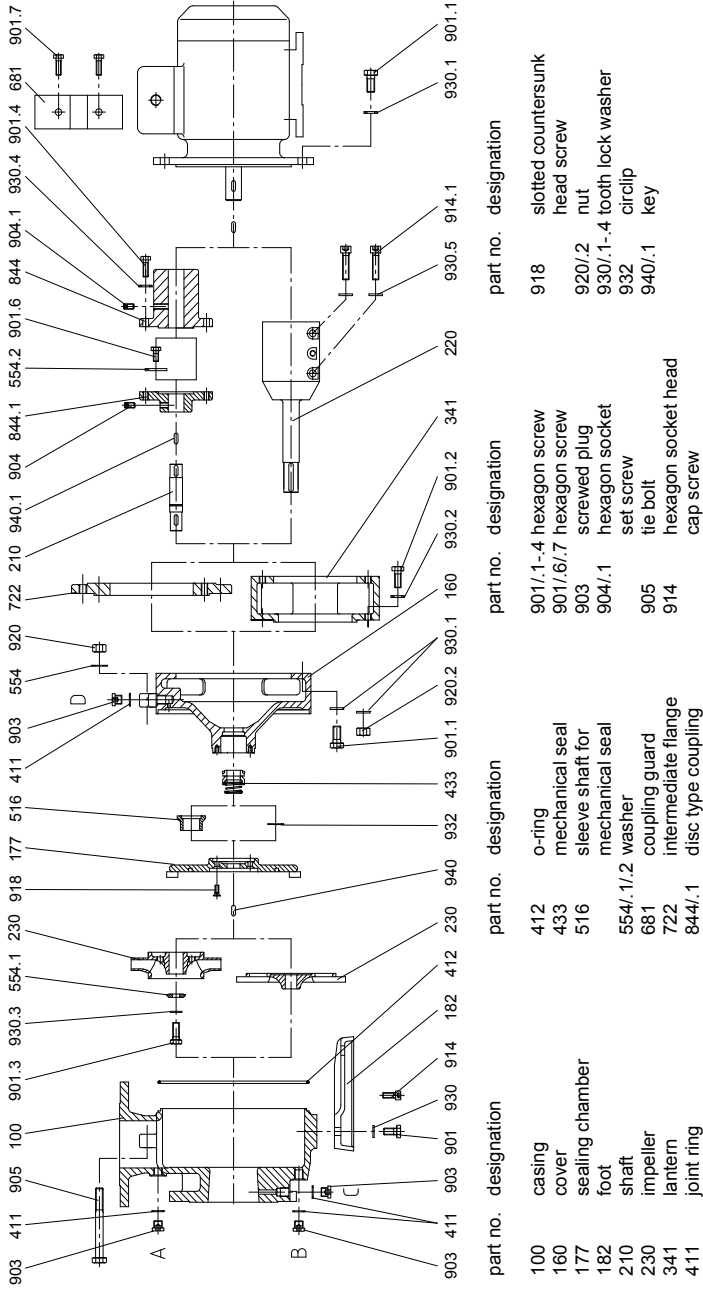 903
411
905
100
901.3
930.3
554.1
230
918
177
516
411
903
D
554
920
722
210
940.1
904
844.1
554.2
901.6
844
904.1
930.4
901.4
681
901.7
A
B
C
903
411
903
901
930
914
182
412
230
940
932
433
901.1
920.2
930.1
160
930.2
901.2
341
220
930.5
914.1
930.1
901.1
part no. designation
100 casing
160 cover
177 sealing chamber
182 foot
210 shaft
230 impeller
341 lantern
411 joint ring
part no. designation
412 o-ring
433 mechanical seal
516 sleeve shaft for
mechanical seal
554/.1/.2 washer
681 coupling guard
722 intermediate flange
844/.1 disc type coupling
part no. designation
901/.1-.4 hexagon screw
901/.6/.7 hexagon screw
903 screwed plug
904/.1 hexagon socket
set screw
905 tie bolt
914 hexagon socket head
cap screw
part no. designation
918 slotted countersunk
head screw
920/.2 nut
930/.1-.4 tooth lock washer
932 circlip
940/.1 key